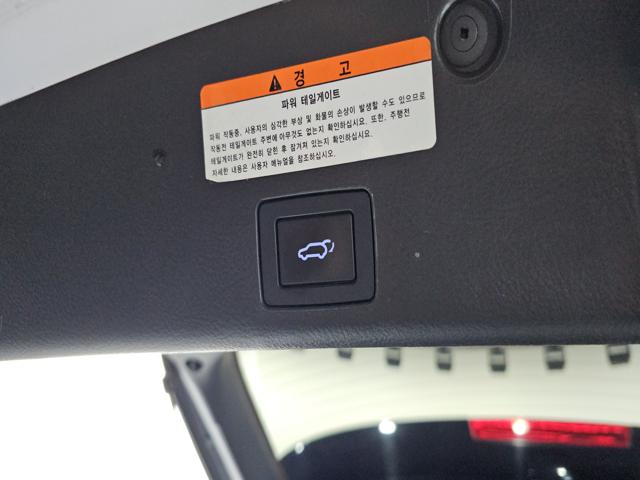 경 고
파워 테일게이트
파워 작동중, 사용자의 심각한 부상 및 화물의 손상이 발생할 수도 있으므로
작동전 테일게이트 주변에 아무것도 없는지 확인하십시요. 또한, 주행전
테일게이트가 완전히 닫힌 후 잠겨져 있는지 확인하십시요.
자세한 내용은 사용자 메뉴얼을 참조하십시요.